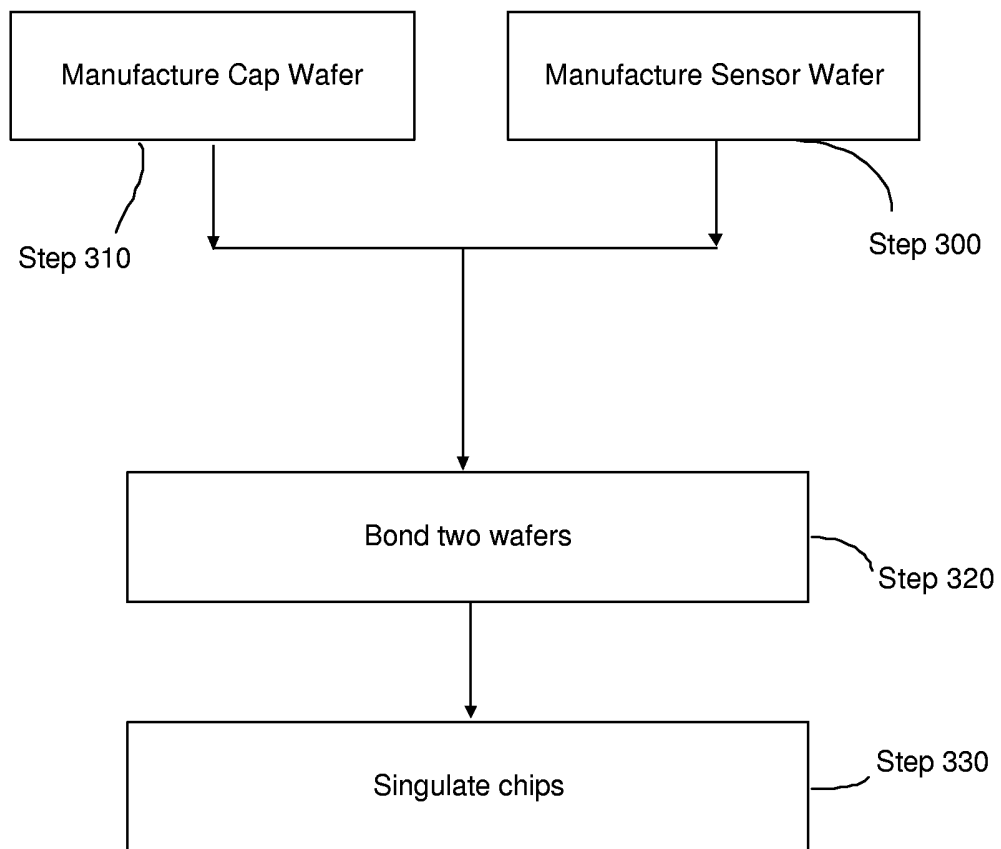 Manufacture Cap Wafer
Manufacture Sensor Wafer
Step 310
Step 300
Bond two wafers
Step 320
Step 330
Singulate chips